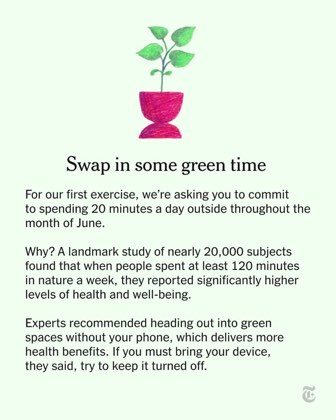 Swap in some green time
For our first exercise, we're asking you to commit
to spending 20 minutes a day outside throughout the
month of June.
Why? A landmark study of nearly 20,000 subjects
found that when people spent at least 120 minutes
in nature a week, they reported significantly higher
levels of health and well-being.
Experts recommended heading out into green
spaces without your phone, which delivers more
health benefits. If you must bring your device,
they said, try to keep it turned off.
T